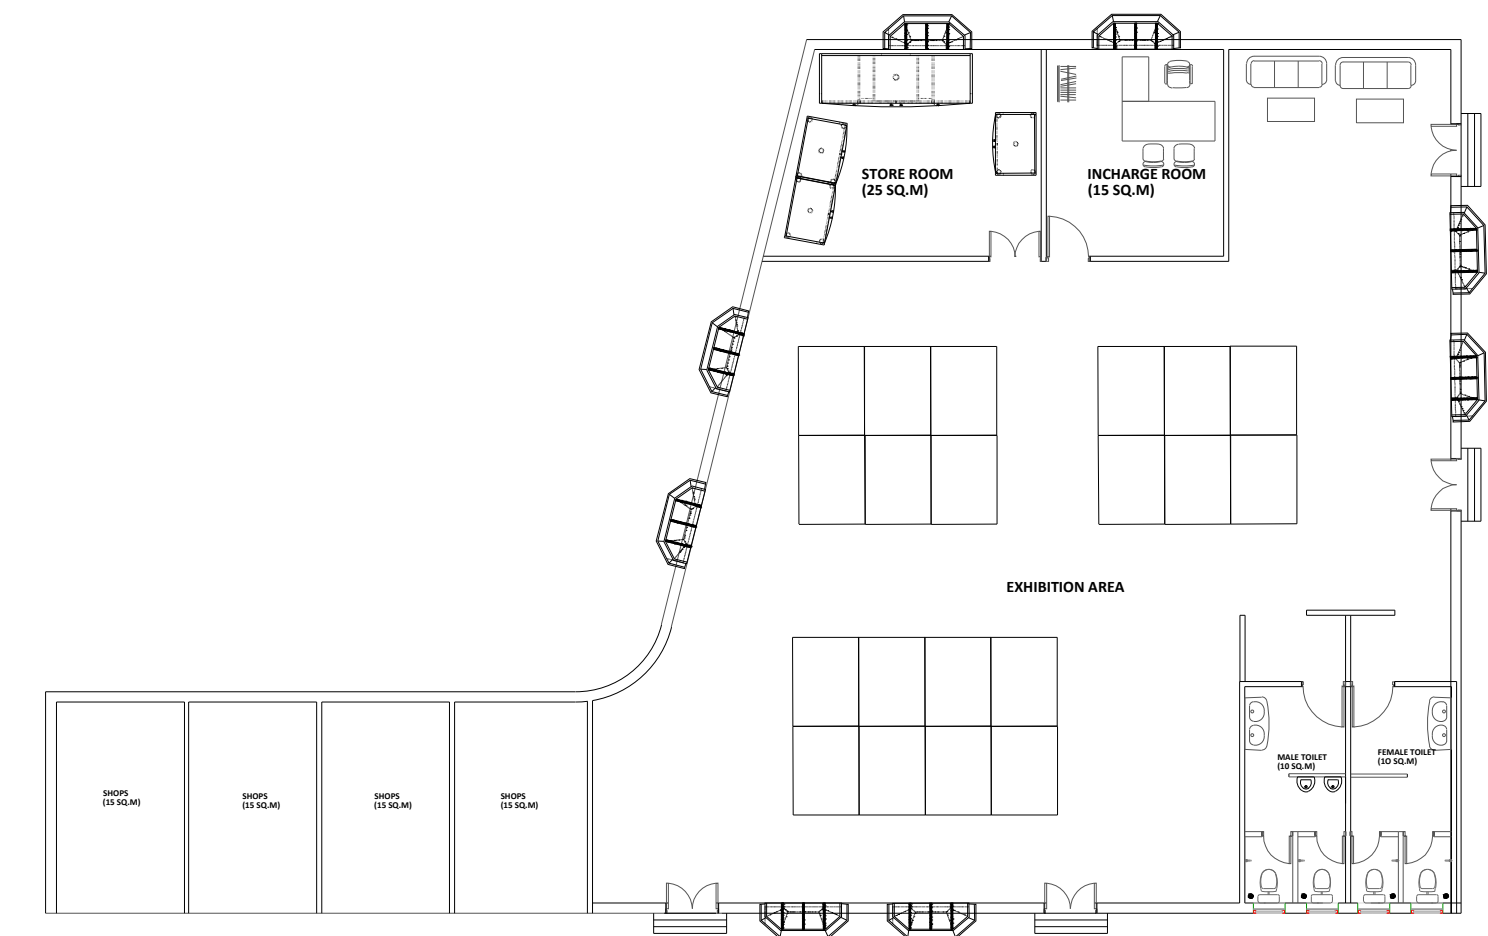 STORE ROOM
(25 SQ.M)
INCHARGE ROOM
(15 SQ.M)
EXHIBITION AREA
MALE TOILET
(10 SQ.M)
FEMALE TOILET
(1O SQ.M)
SHOPS
(15 SQ.M)
SHOPS
(15 SQ.M)
SHOPS
(15 SQ.M)
SHOPS
(15 SQ.M)